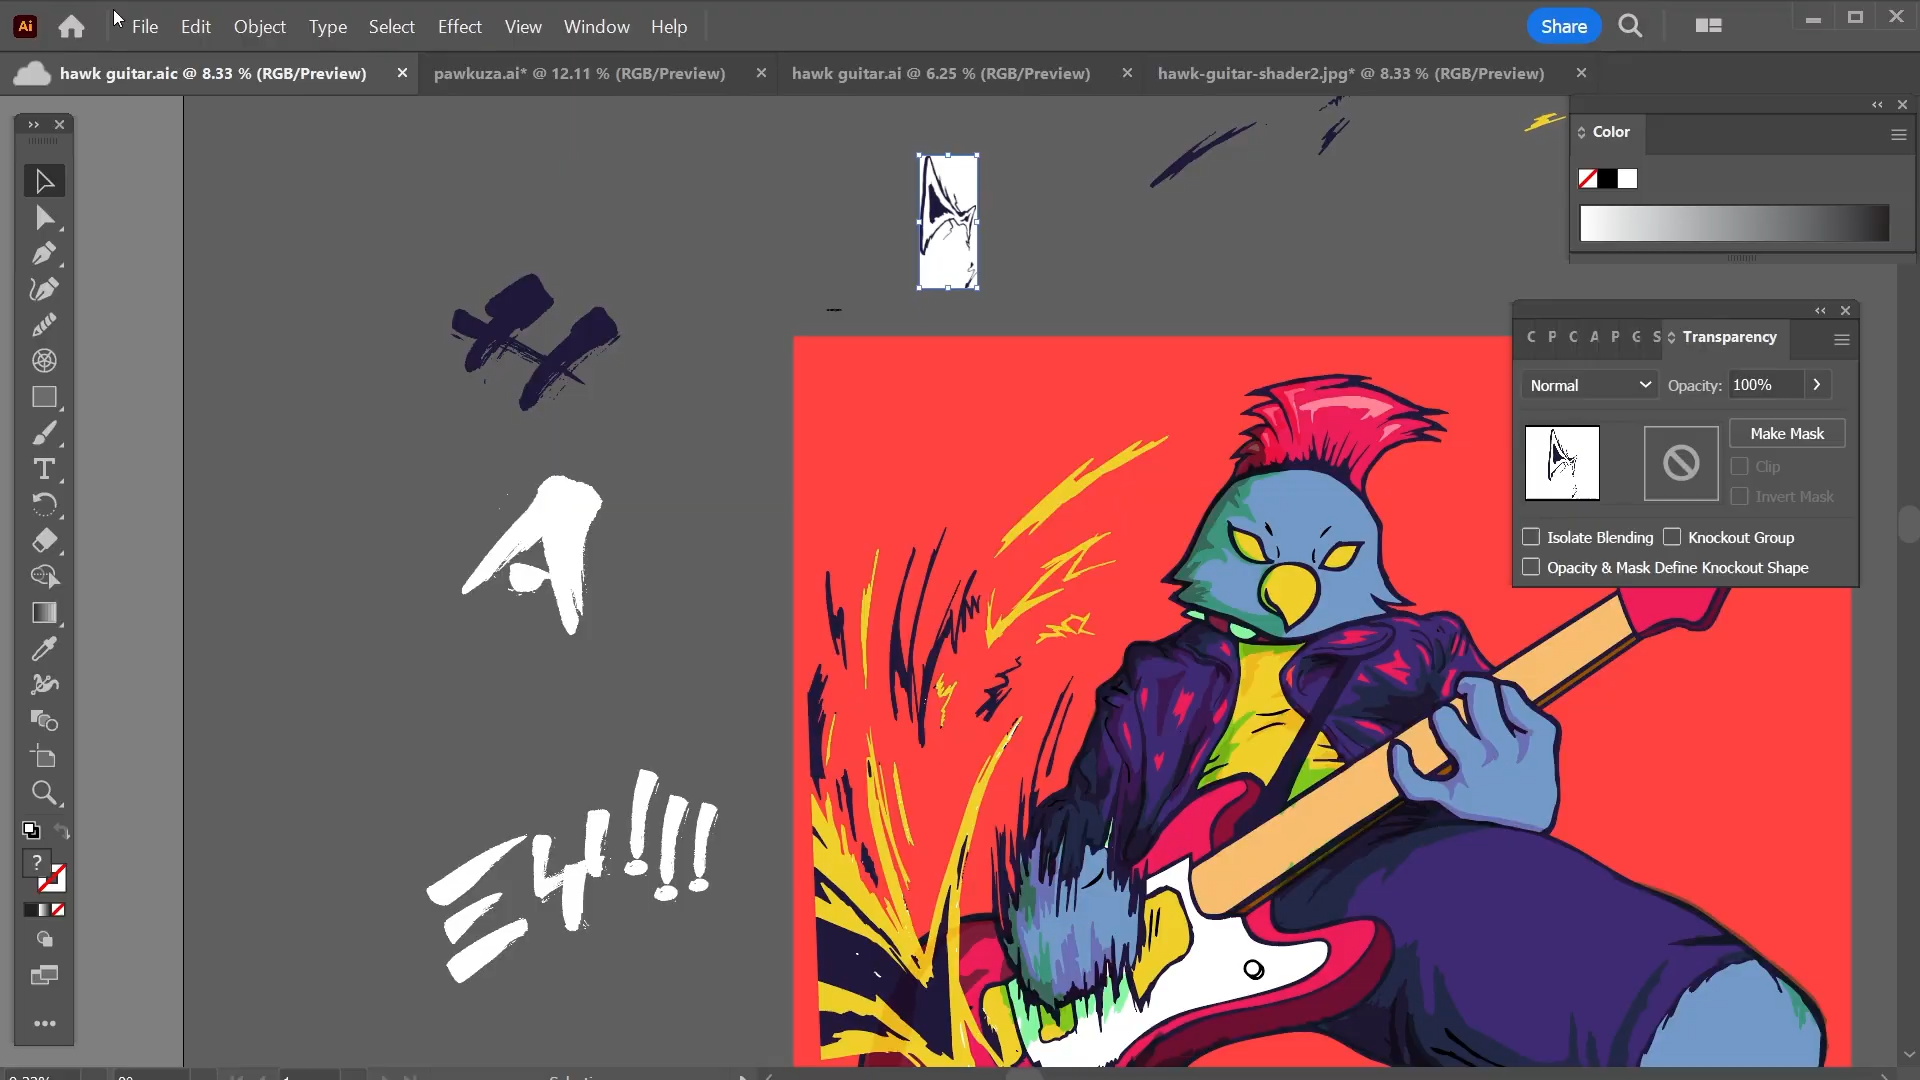 Ai File Edit Object Type Select Effect View Window Help Share
hawk guitar.aic @ 8.33 % (RGB/Preview) × pawkuza.ai* @ 12.11 % (RGB/Preview) × hawk guitar.ai @ 6.25 % (RGB/Preview) × hawk-guitar-shader2.jpg* @ 8.33 % (RGB/Preview) ×
Color
C P C A P G S Transparency
Normal Opacity: 100%
Make Mask
Clip
Invert Mask
Isolate Blending Knockout Group
Opacity & Mask Define Knockout Shape
A
!!!
?